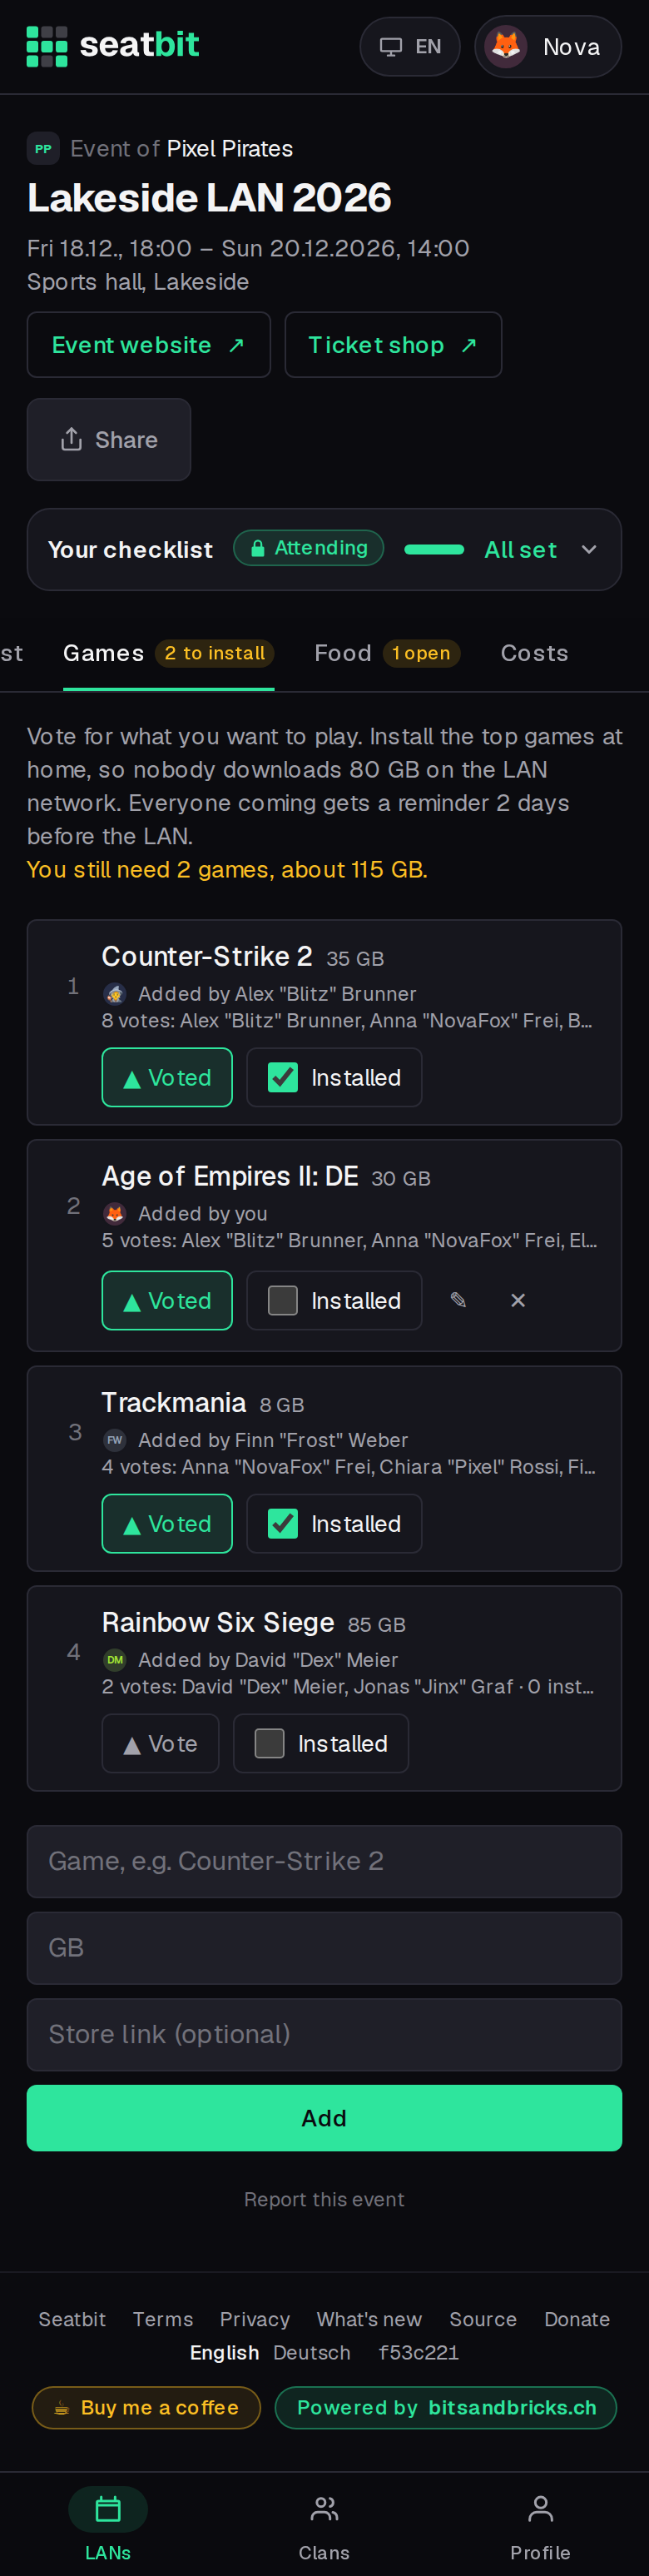 seatbit
EN
Nova
PP Event of Pixel Pirates
Lakeside LAN 2026
Fri 18.12., 18:00 – Sun 20.12.2026, 14:00
Sports hall, Lakeside
Event website ↗ Ticket shop ↗
Share
Your checklist Attending All set
st Games 2 to install Food 1 open Costs
Vote for what you want to play. Install the top games at
home, so nobody downloads 80 GB on the LAN
network. Everyone coming gets a reminder 2 days
before the LAN.
You still need 2 games, about 115 GB.
Counter-Strike 2 35 GB
1
Added by Alex "Blitz" Brunner
8 votes: Alex "Blitz" Brunner, Anna "NovaFox" Frei, B...
▲ Voted Installed
Age of Empires II: DE 30 GB
2
Added by you
5 votes: Alex "Blitz" Brunner, Anna "NovaFox" Frei, El...
▲ Voted Installed ✎ ✕
Trackmania 8 GB
3
FW Added by Finn "Frost" Weber
4 votes: Anna "NovaFox" Frei, Chiara "Pixel" Rossi, Fi...
▲ Voted Installed
Rainbow Six Siege 85 GB
4
DM Added by David "Dex" Meier
2 votes: David "Dex" Meier, Jonas "Jinx" Graf · 0 inst...
▲ Vote Installed
Game, e.g. Counter-Strike 2
GB
Store link (optional)
Add
Report this event
Seatbit Terms Privacy What's new Source Donate
English Deutsch f53c221
☕ Buy me a coffee Powered by bitsandbricks.ch
LANs Clans Profile